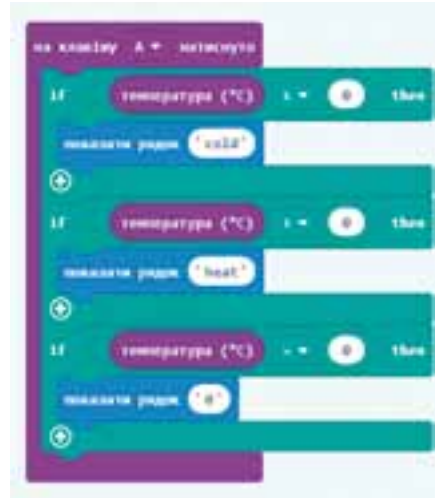 на клавішу A натиснуто
if температура (°C) 0 then
показати рядок "cold"
if температура (°C) 0 then
показати рядок "heat"
if температура (°C) = 0 then
показати рядок "0"